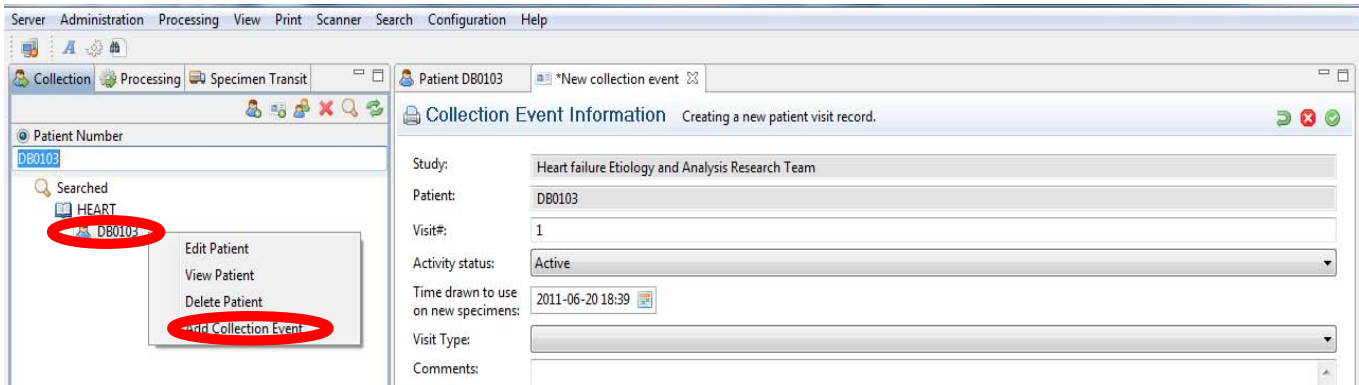 Server Administration Processing View Print Scanner Search Configuration Help
Collection Processing Specimen Transit
Patient Number
DB0103
Searched
HEART
DB0103
Edit Patient
View Patient
Delete Patient
Add Collection Event
Patient DB0103 *New collection event
Collection Event Information Creating a new patient visit record.
Study: Heart failure Etiology and Analysis Research Team
Patient: DB0103
Visit#: 1
Activity status: Active
Time drawn to use
on new specimens: 2011-06-20 18:39
Visit Type:
Comments: